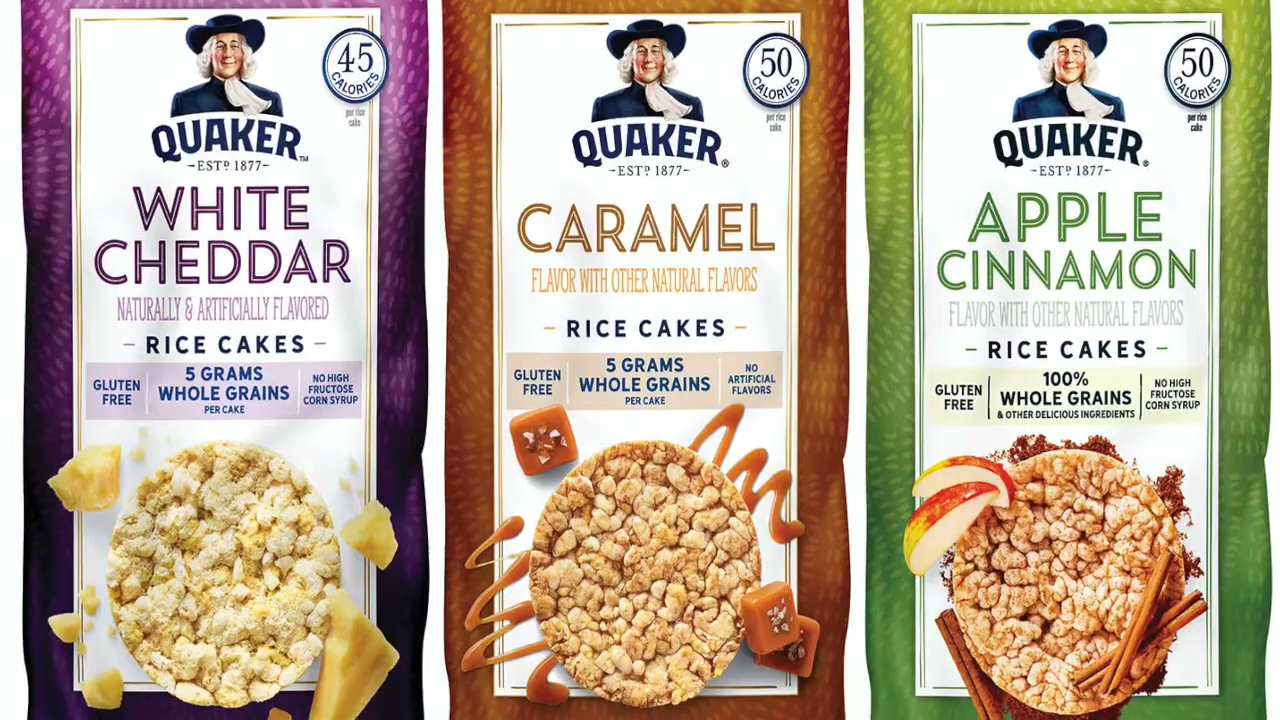 45
CALORIES
per rice
cake
QUAKER™
-ESTD 1877-
WHITE
CHEDDAR
NATURALLY & ARTIFICIALLY FLAVORED
- RICE CAKES -
GLUTEN
FREE
5 GRAMS
WHOLE GRAINS
PER CAKE
NO HIGH
FRUCTOSE
CORN SYRUP
50
CALORIES
per rice
cake
QUAKER®
-ESTD 1877-
CARAMEL
FLAVOR WITH OTHER NATURAL FLAVORS
- RICE CAKES -
GLUTEN
FREE
5 GRAMS
WHOLE GRAINS
PER CAKE
NO
ARTIFICIAL
FLAVORS
50
CALORIES
per rice
cake
QUAKER®
-ESTD 1877-
APPLE
CINNAMON
FLAVOR WITH OTHER NATURAL FLAVORS
- RICE CAKES -
GLUTEN
FREE
100%
WHOLE GRAINS
& OTHER DELICIOUS INGREDIENTS
NO HIGH
FRUCTOSE
CORN SYRUP